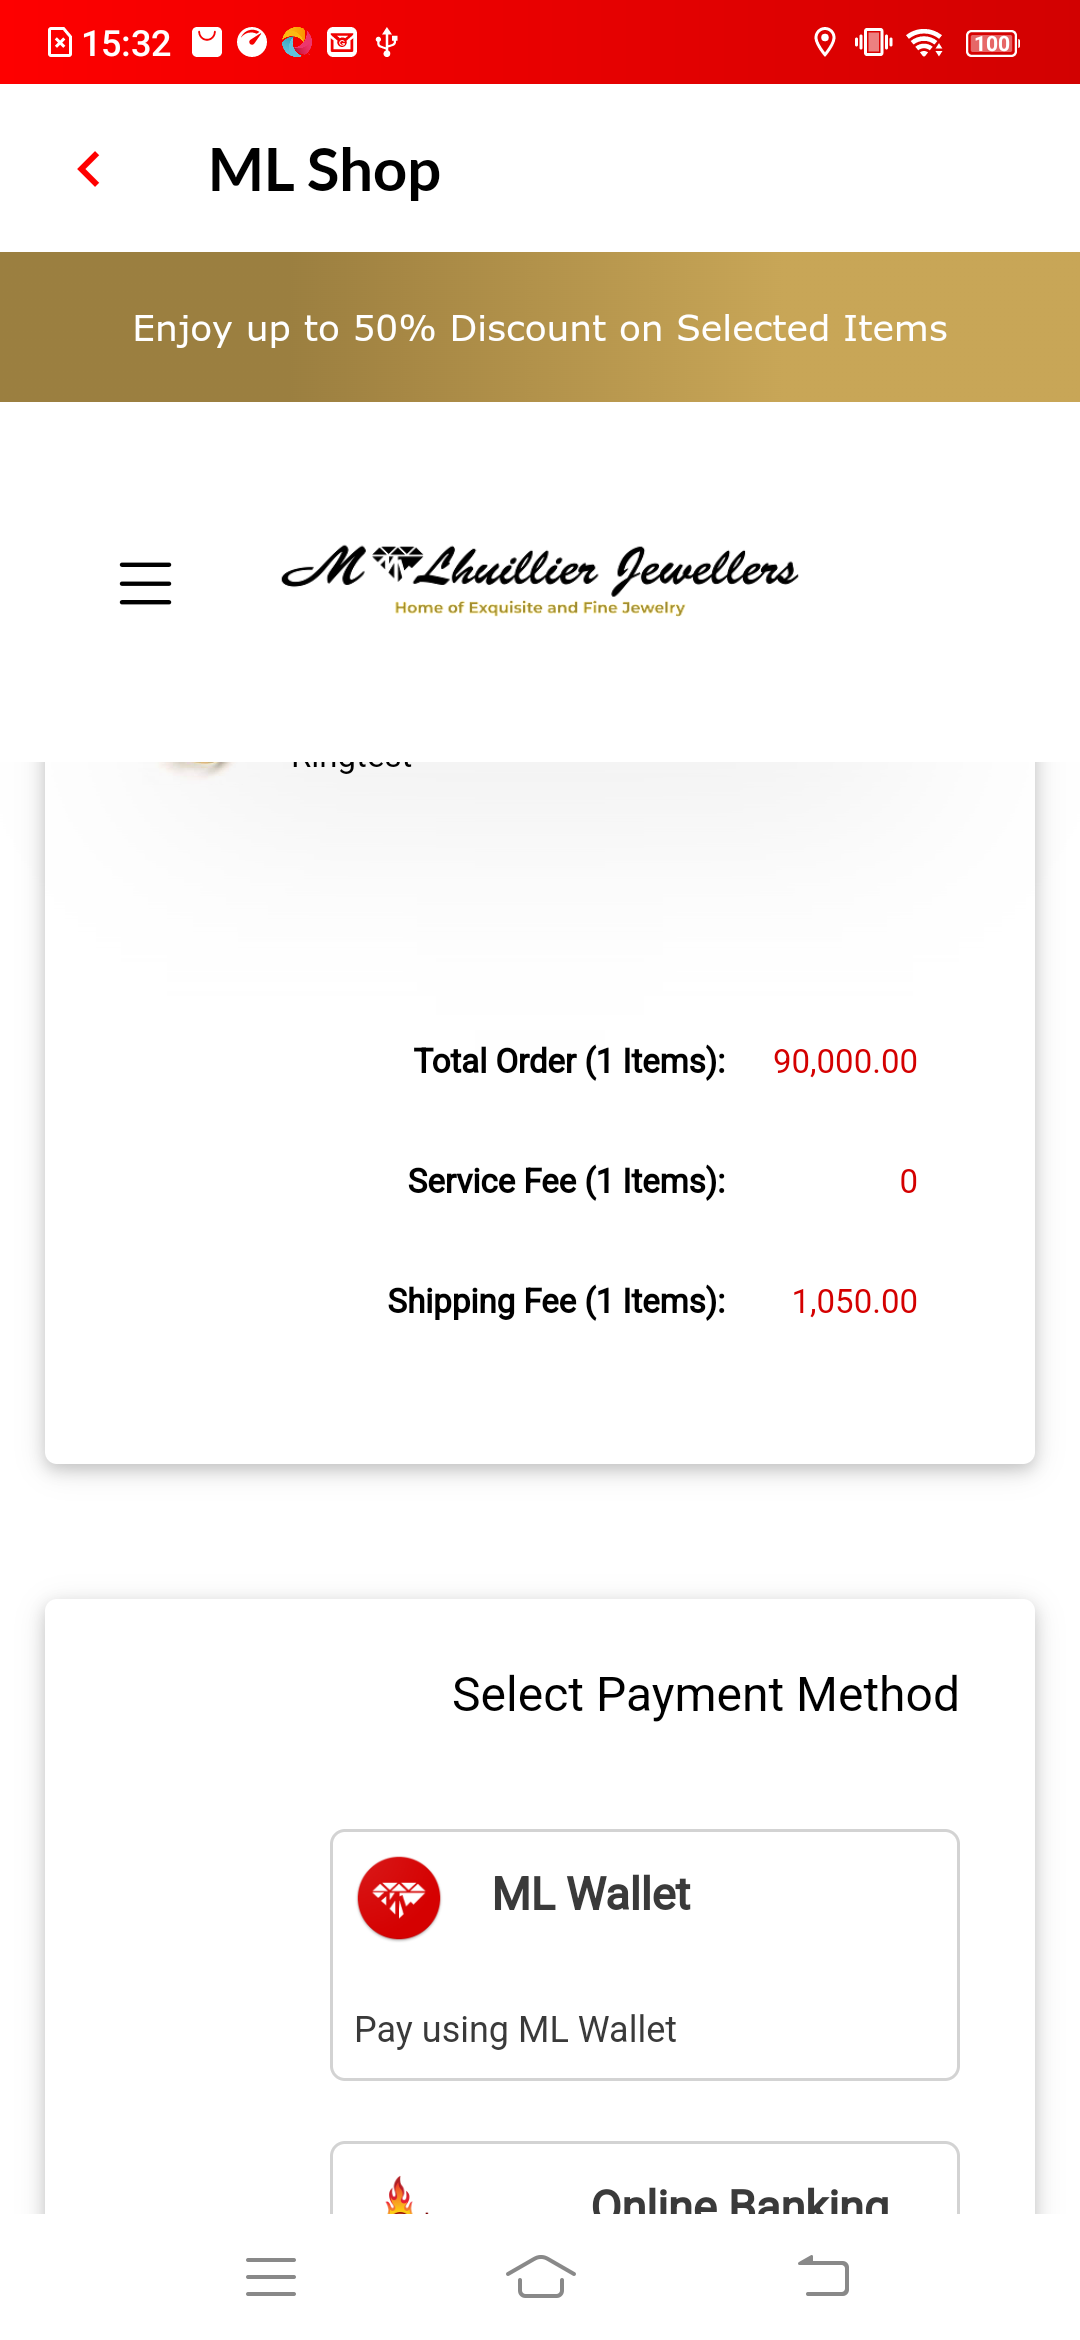 15:32
100
ML Shop
Enjoy up to 50% Discount on Selected Items
M Lhuillier Jewellers
Home of Exquisite and Fine Jewelry
Ringtest
Total Order (1 Items): 90,000.00
Service Fee (1 Items): 0
Shipping Fee (1 Items): 1,050.00
Select Payment Method
ML Wallet
Pay using ML Wallet
Online Banking